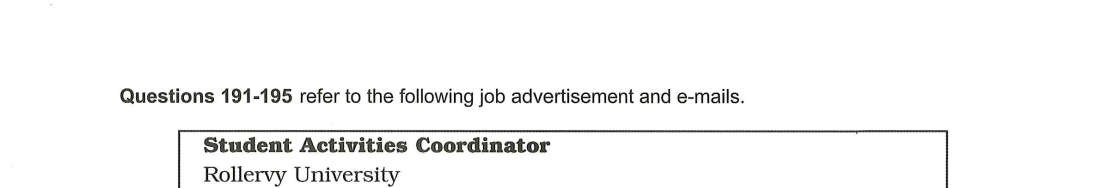 Questions 191-195 refer to the following job advertisement and e-mails.
Student Activities Coordinator
Rollervy University